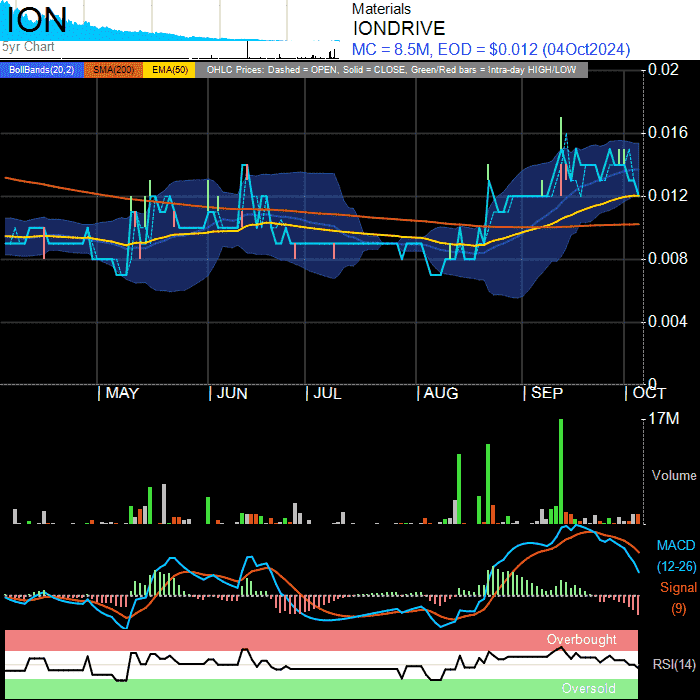 ION
5yr Chart
Materials
IONDRIVE
MC = 8.5M, EOD = $0.012 (04Oct2024)
BollBands(20,2) SMA(200) EMA(50) OHLC Prices: Dashed = OPEN, Solid = CLOSE, Green/Red bars = Intra-day HIGH/LOW
0.02
0.016
0.012
0.008
0.004
0
MAY JUN JUL AUG SEP OCT
17M
Volume
MACD
(12-26)
Signal
(9)
Overbought
RSI(14)
Oversold